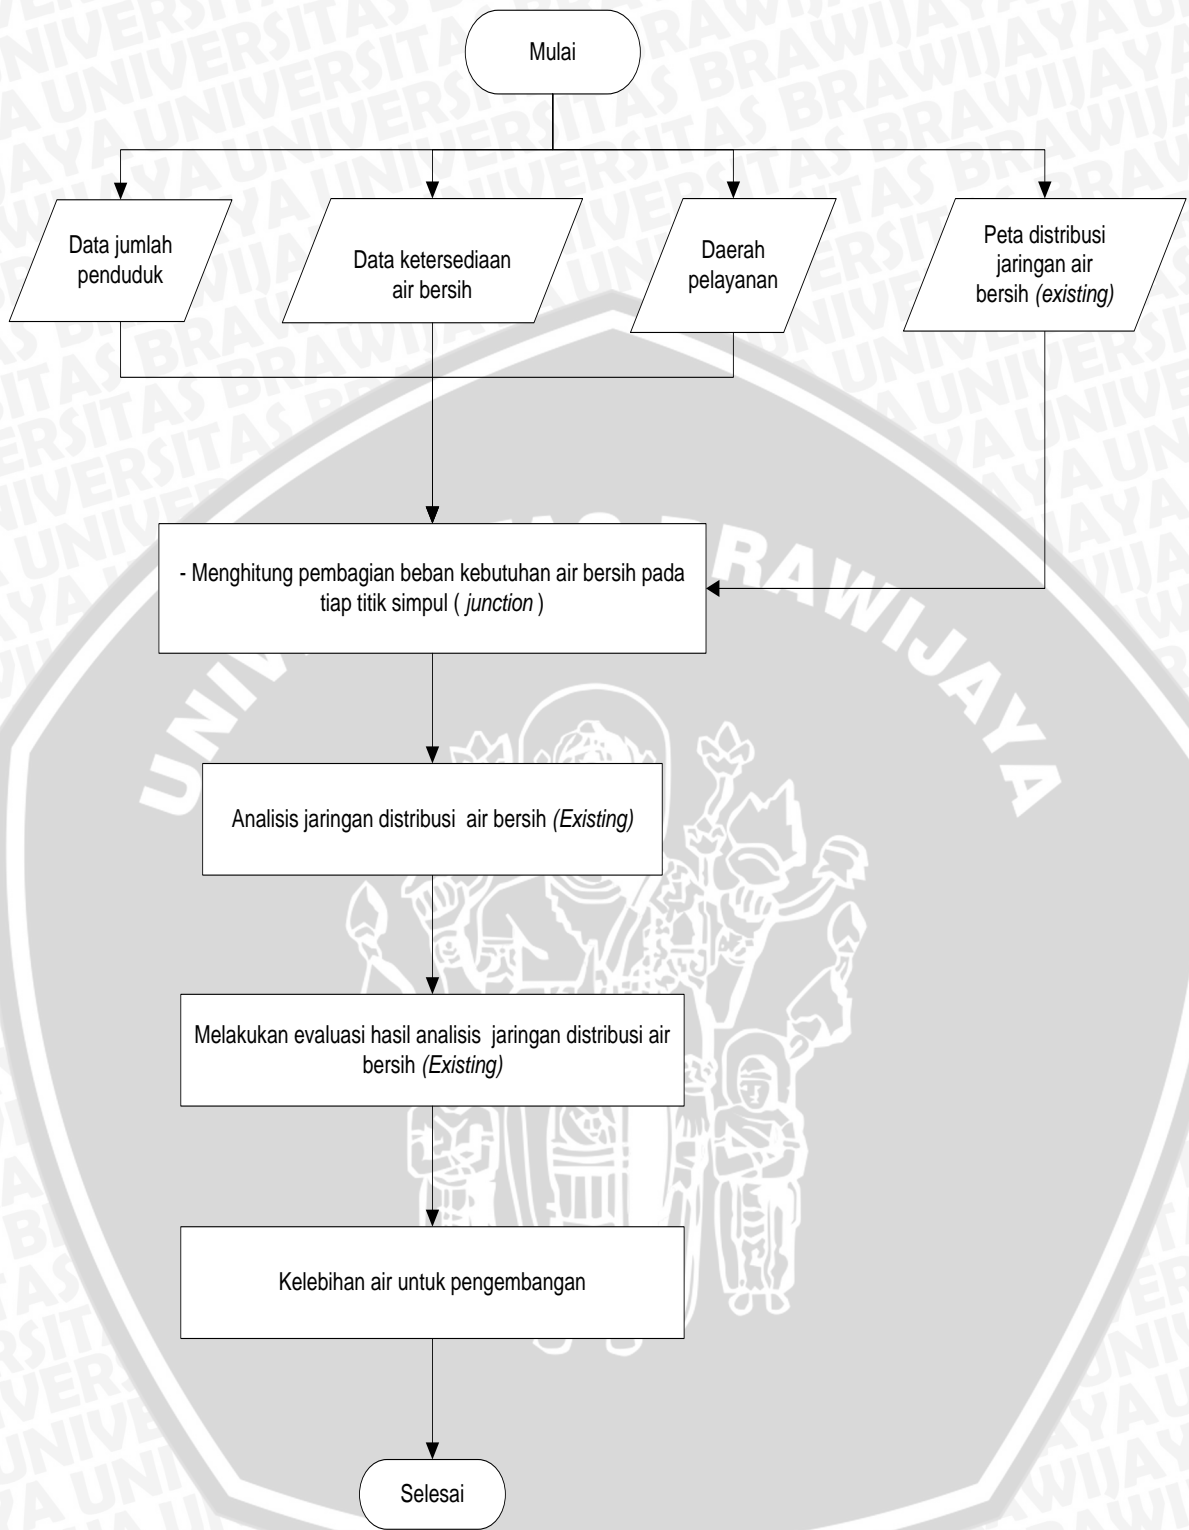 Mulai
Data jumlah
penduduk
Data ketersediaan
air bersih
Daerah
pelayanan
Peta distribusi
jaringan air
bersih (existing)
- Menghitung pembagian beban kebutuhan air bersih pada
tiap titik simpul ( junction )
Analisis jaringan distribusi air bersih (Existing)
Melakukan evaluasi hasil analisis jaringan distribusi air
bersih (Existing)
Kelebihan air untuk pengembangan
Selesai